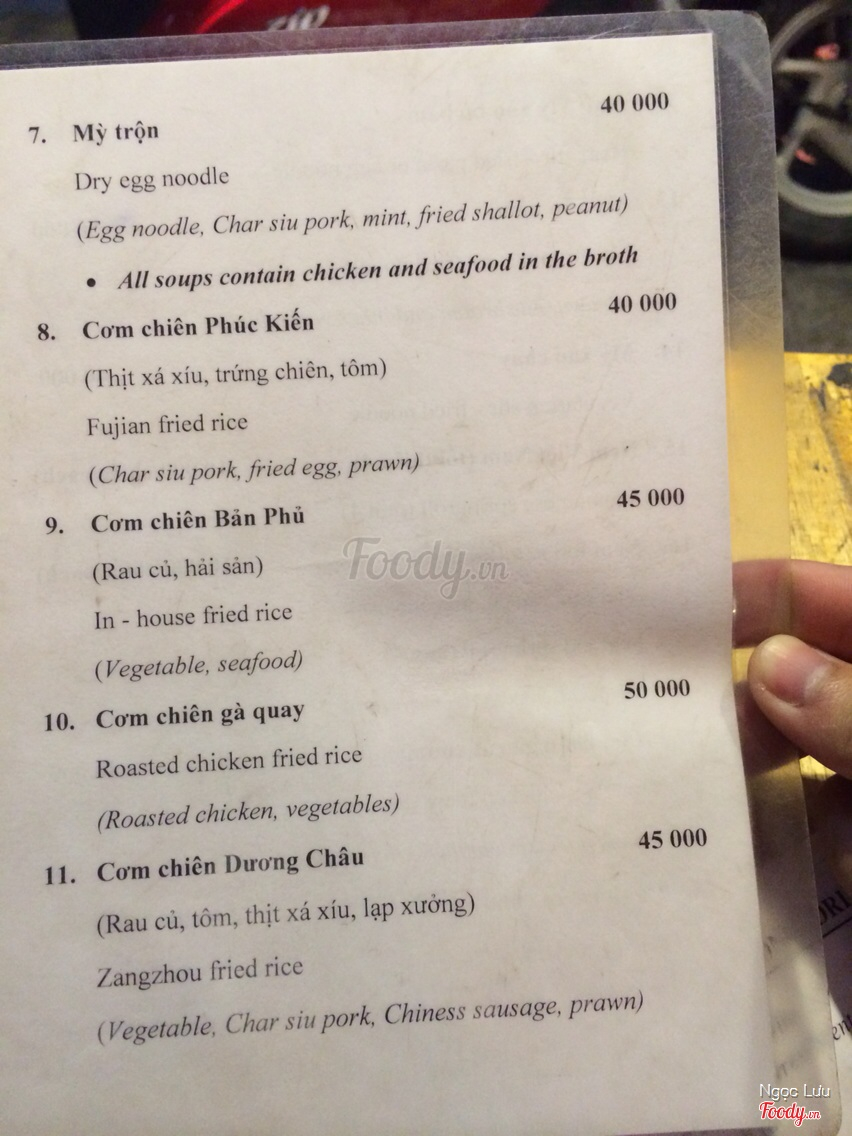 7. Mỳ trộn 40 000
Dry egg noodle
(Egg noodle, Char siu pork, mint, fried shallot, peanut)
• All soups contain chicken and seafood in the broth
8. Cơm chiên Phúc Kiến 40 000
(Thịt xá xíu, trứng chiên, tôm)
Fujian fried rice
(Char siu pork, fried egg, prawn)
9. Cơm chiên Bản Phủ 45 000
(Rau củ, hải sản)
Foody.vn
In - house fried rice
(Vegetable, seafood)
10. Cơm chiên gà quay 50 000
Roasted chicken fried rice
(Roasted chicken, vegetables)
11. Cơm chiên Dương Châu 45 000
(Rau củ, tôm, thịt xá xíu, lạp xưởng)
Zangzhou fried rice
(Vegetable, Char siu pork, Chiness sausage, prawn)
Ngọc Lưu
Foody.vn